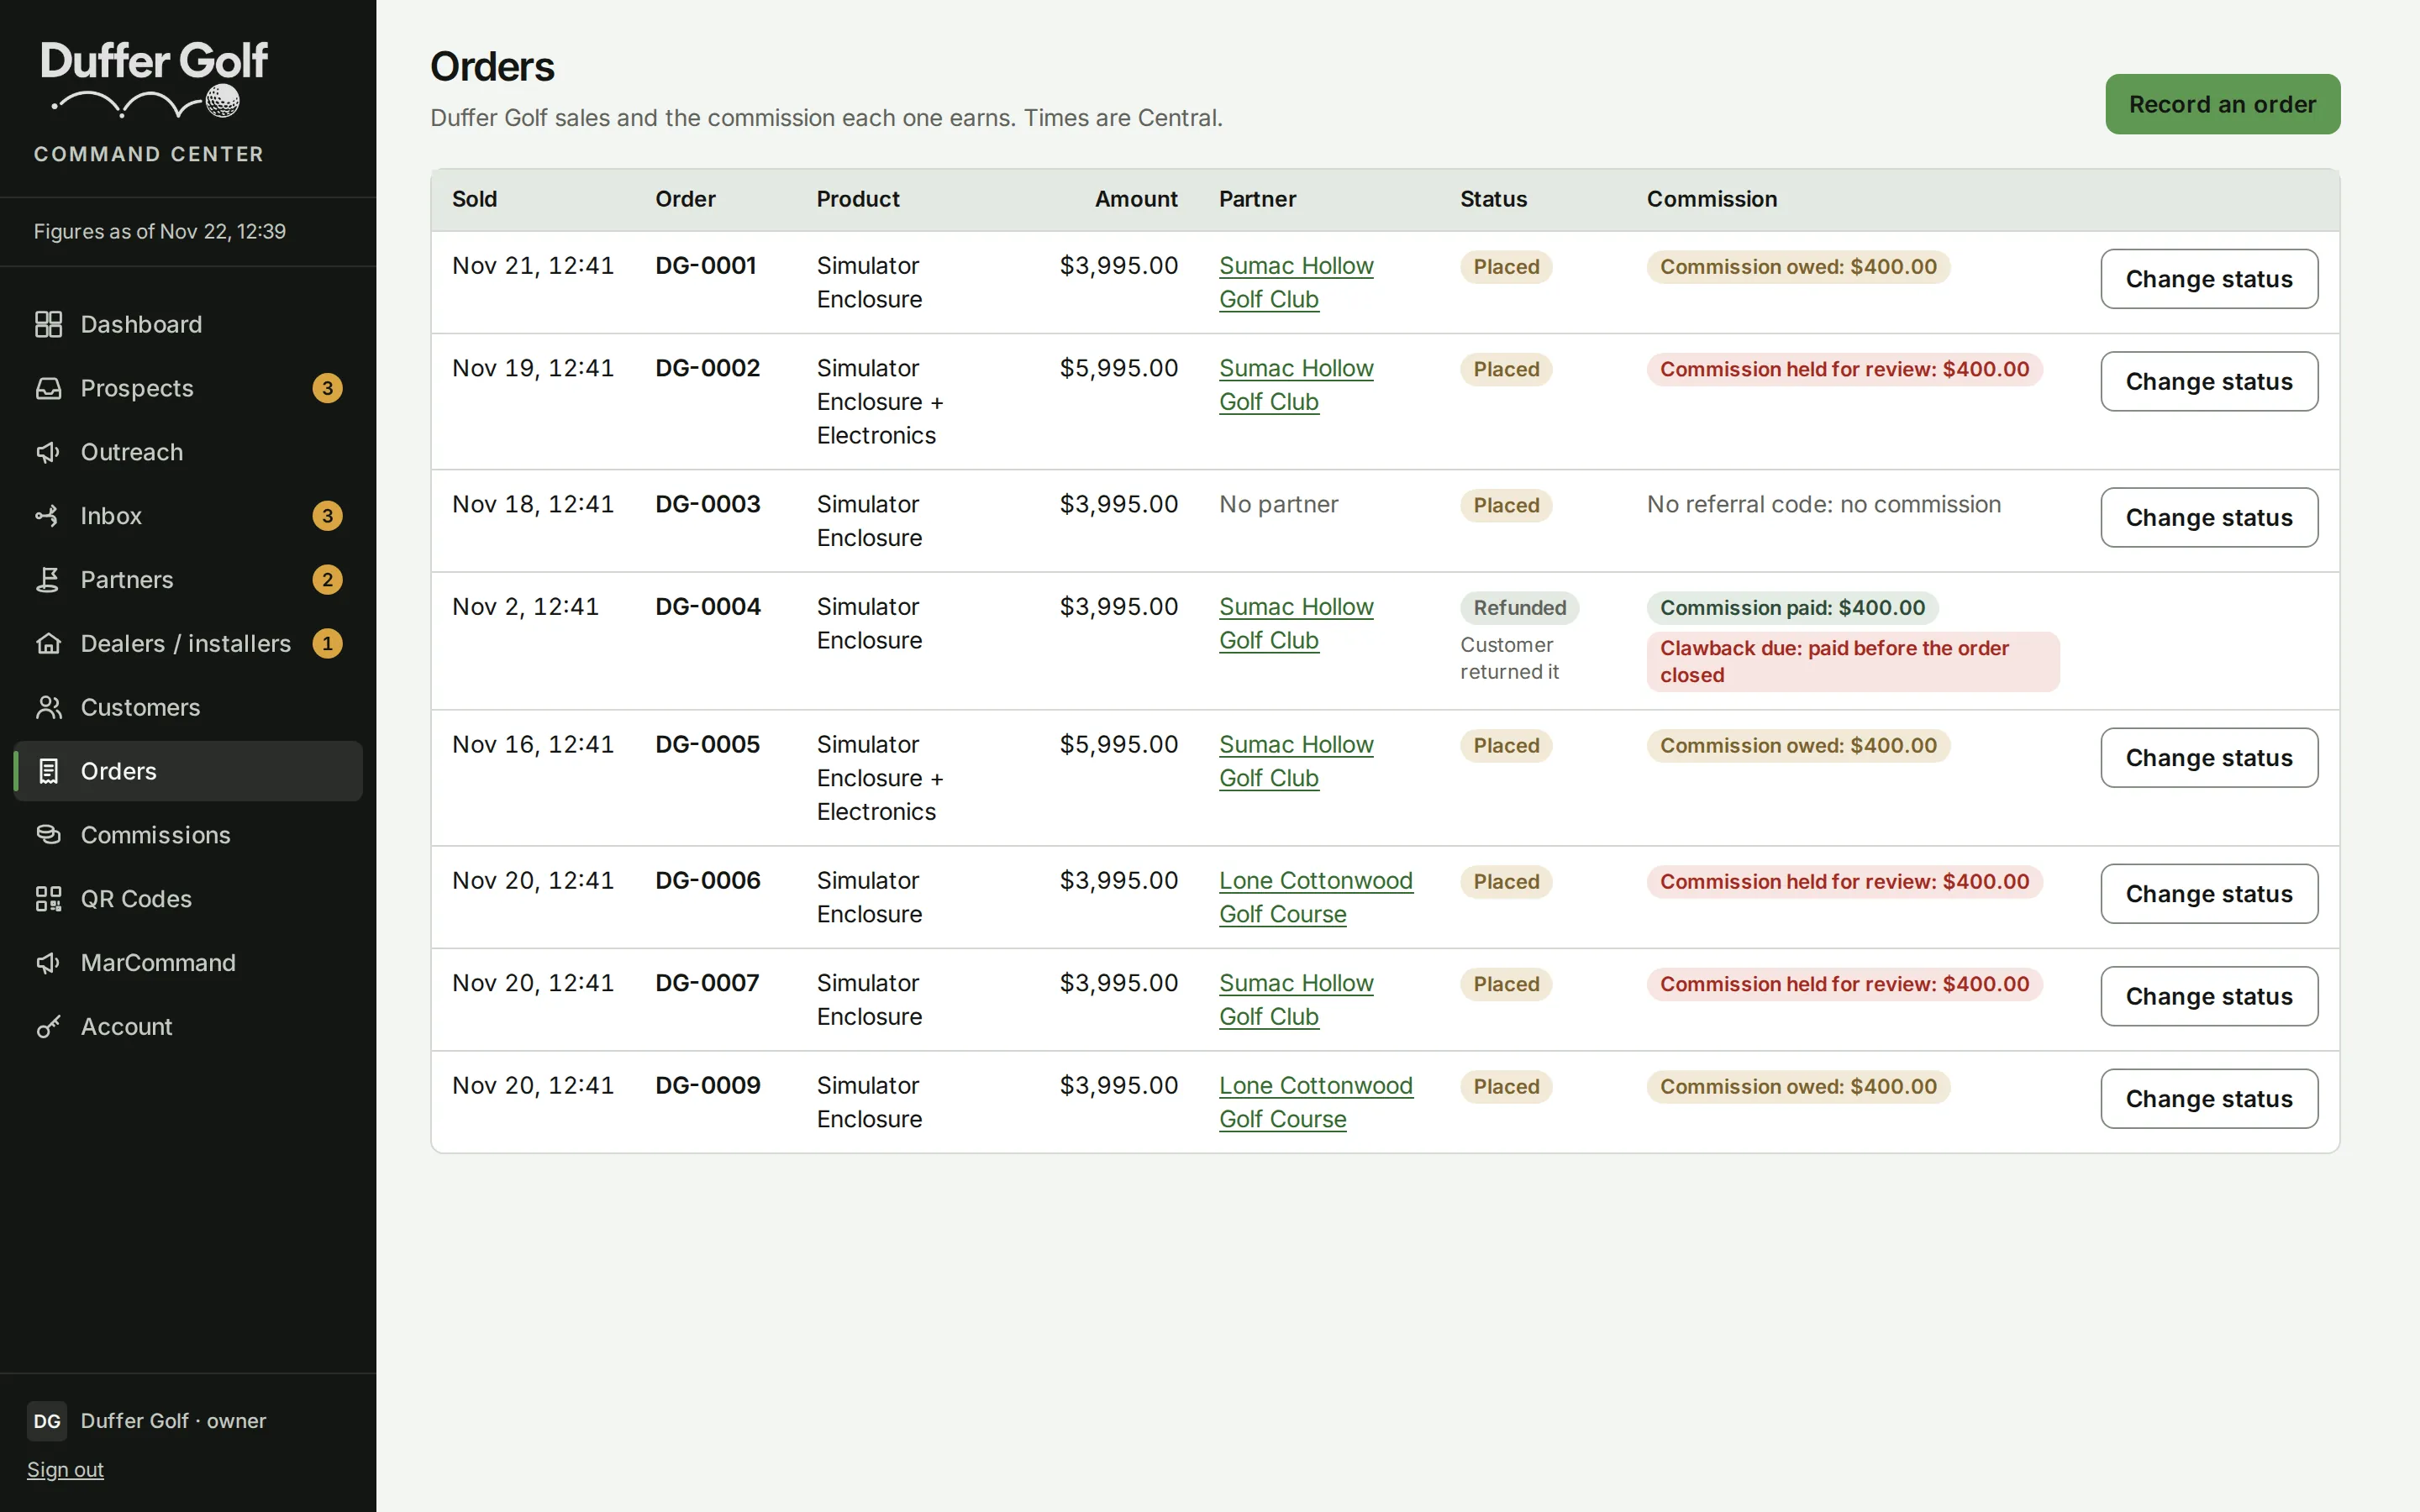 Duffer Golf
COMMAND CENTER
Figures as of Nov 22, 12:39
Dashboard
Prospects 3
Outreach
Inbox 3
Partners 2
Dealers / installers 1
Customers
Orders
Commissions
QR Codes
MarCommand
Account
DG Duffer Golf · owner
Sign out
Orders
Duffer Golf sales and the commission each one earns. Times are Central.
Record an order
Sold Order Product Amount Partner Status Commission
Nov 21, 12:41 DG-0001 Simulator $3,995.00 Sumac Hollow Placed Commission owed: $400.00 Change status
Enclosure Golf Club
Nov 19, 12:41 DG-0002 Simulator $5,995.00 Sumac Hollow Placed Commission held for review: $400.00 Change status
Enclosure + Golf Club
Electronics
Nov 18, 12:41 DG-0003 Simulator $3,995.00 No partner Placed No referral code: no commission Change status
Enclosure
Nov 2, 12:41 DG-0004 Simulator $3,995.00 Sumac Hollow Refunded Commission paid: $400.00
Enclosure Golf Club Customer Clawback due: paid before the order
returned it closed
Nov 16, 12:41 DG-0005 Simulator $5,995.00 Sumac Hollow Placed Commission owed: $400.00 Change status
Enclosure + Golf Club
Electronics
Nov 20, 12:41 DG-0006 Simulator $3,995.00 Lone Cottonwood Placed Commission held for review: $400.00 Change status
Enclosure Golf Course
Nov 20, 12:41 DG-0007 Simulator $3,995.00 Sumac Hollow Placed Commission held for review: $400.00 Change status
Enclosure Golf Club
Nov 20, 12:41 DG-0009 Simulator $3,995.00 Lone Cottonwood Placed Commission owed: $400.00 Change status
Enclosure Golf Course